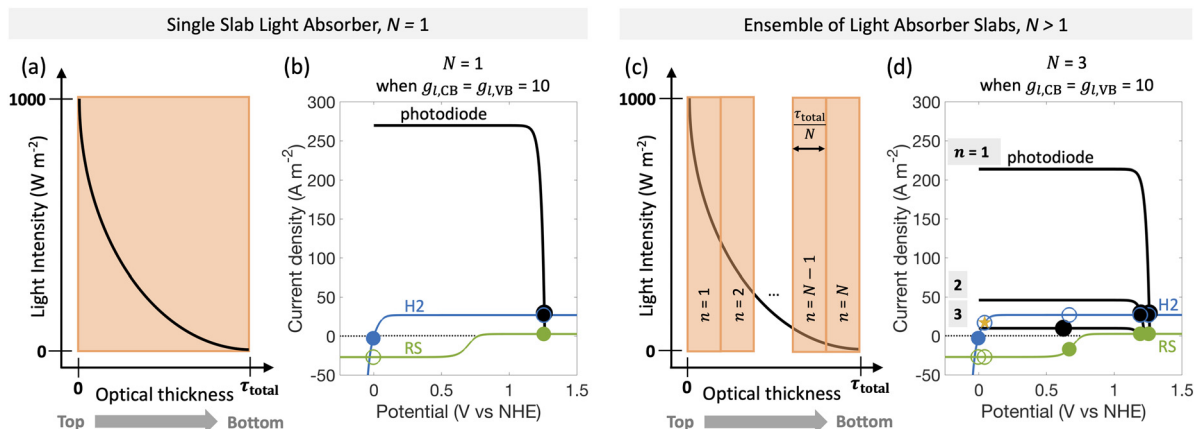 Single Slab Light Absorber, N = 1
Ensemble of Light Absorber Slabs, N > 1
(a)
1000
Light Intensity (W m⁻²)
0
0
Optical thickness
τtotal
Top
Bottom
(b)
N = 1
when gl,CB = gl,VB = 10
300
250
200
150
100
50
0
-50
Current density (A m⁻²)
photodiode
H2
RS
0
0.5
1
1.5
Potential (V vs NHE)
(c)
1000
Light Intensity (W m⁻²)
0
τtotal
N
n = 1
n = 2
...
n = N − 1
n = N
0
Optical thickness
τtotal
Top
Bottom
(d)
N = 3
when gl,CB = gl,VB = 10
300
250
200
150
100
50
0
-50
Current density (A m⁻²)
n = 1
photodiode
2
3
H2
RS
0
0.5
1
1.5
Potential (V vs NHE)